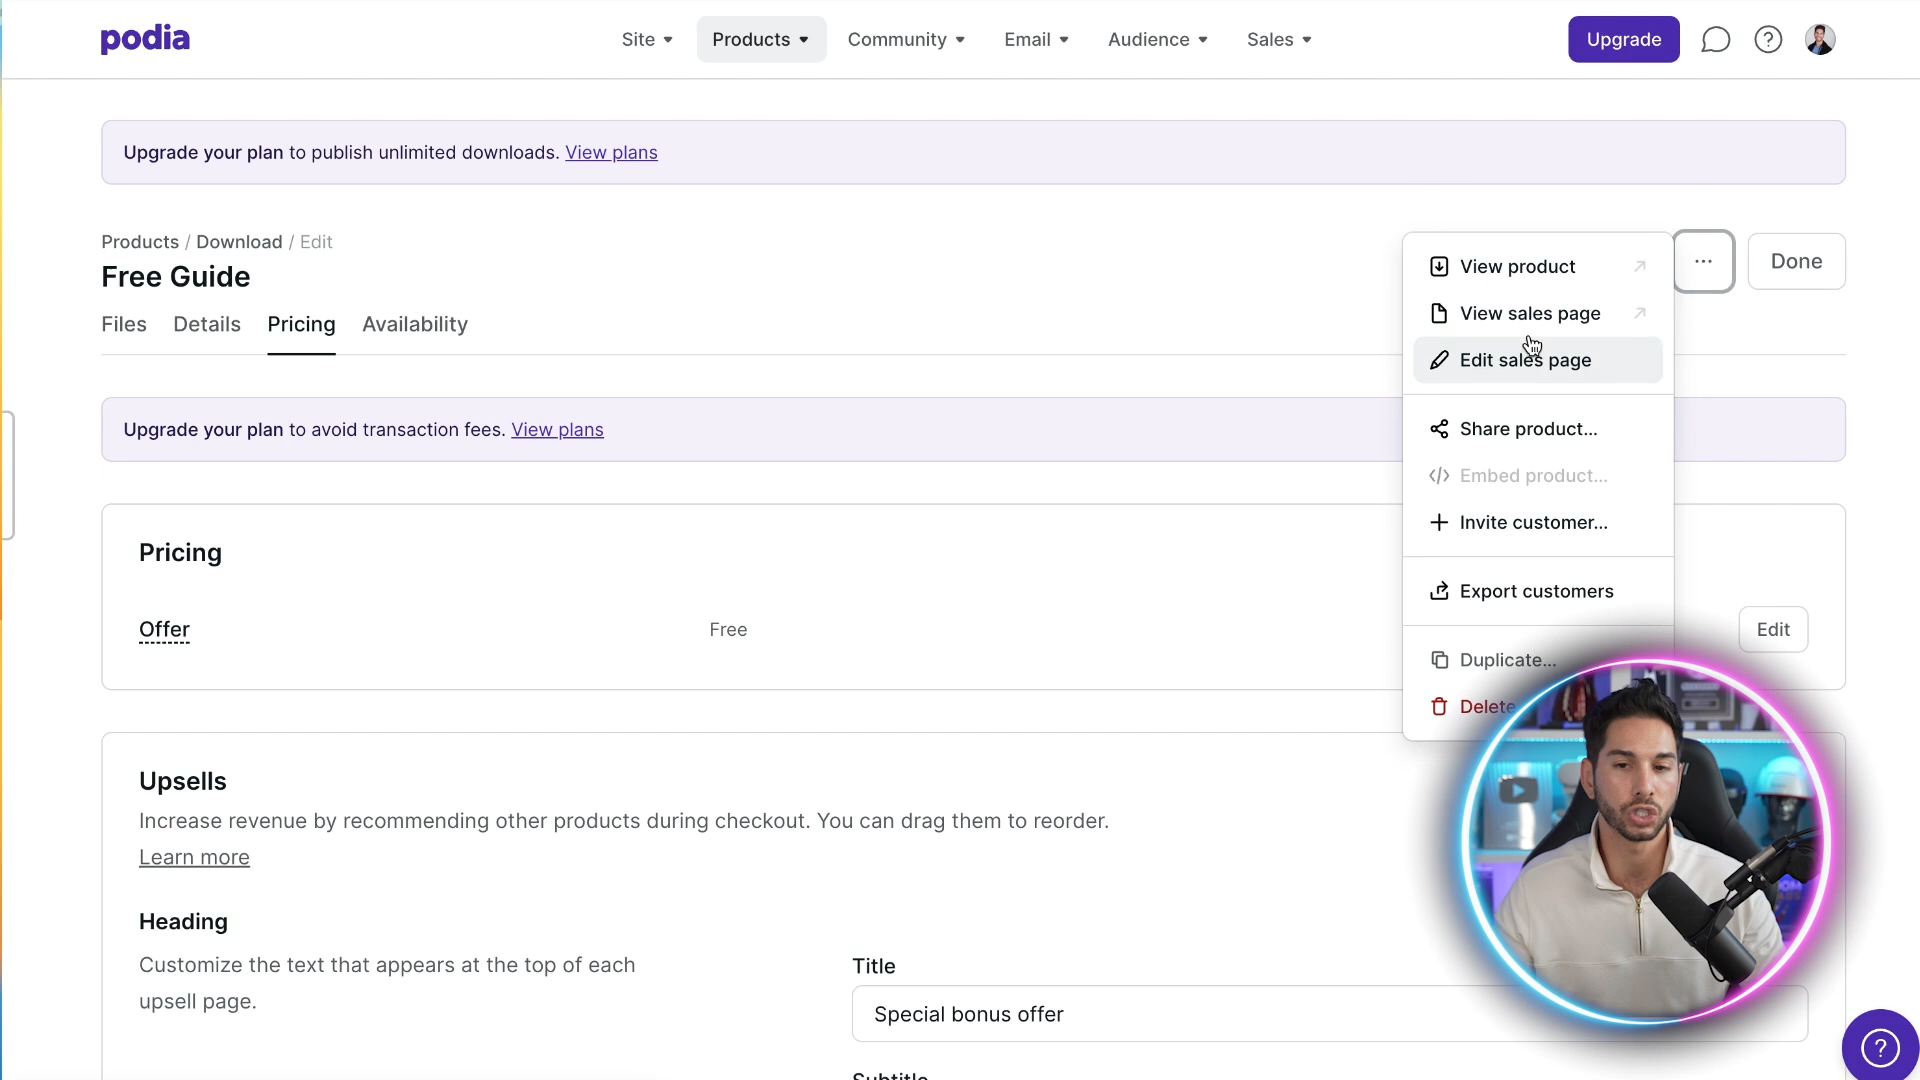 podia
Site
Products
Community
Email
Audience
Sales
Upgrade
Upgrade your plan to publish unlimited downloads. View plans
Products / Download / Edit
Free Guide
Files
Details
Pricing
Availability
...
Done
View product
View sales page
Edit sales page
Share product...
Embed product...
Invite customer...
Export customers
Duplicate...
Delete
Upgrade your plan to avoid transaction fees. View plans
Pricing
Offer
Free
Edit
Upsells
Increase revenue by recommending other products during checkout. You can drag them to reorder.
Learn more
Heading
Customize the text that appears at the top of each
upsell page.
Title
Special bonus offer
Subtitle